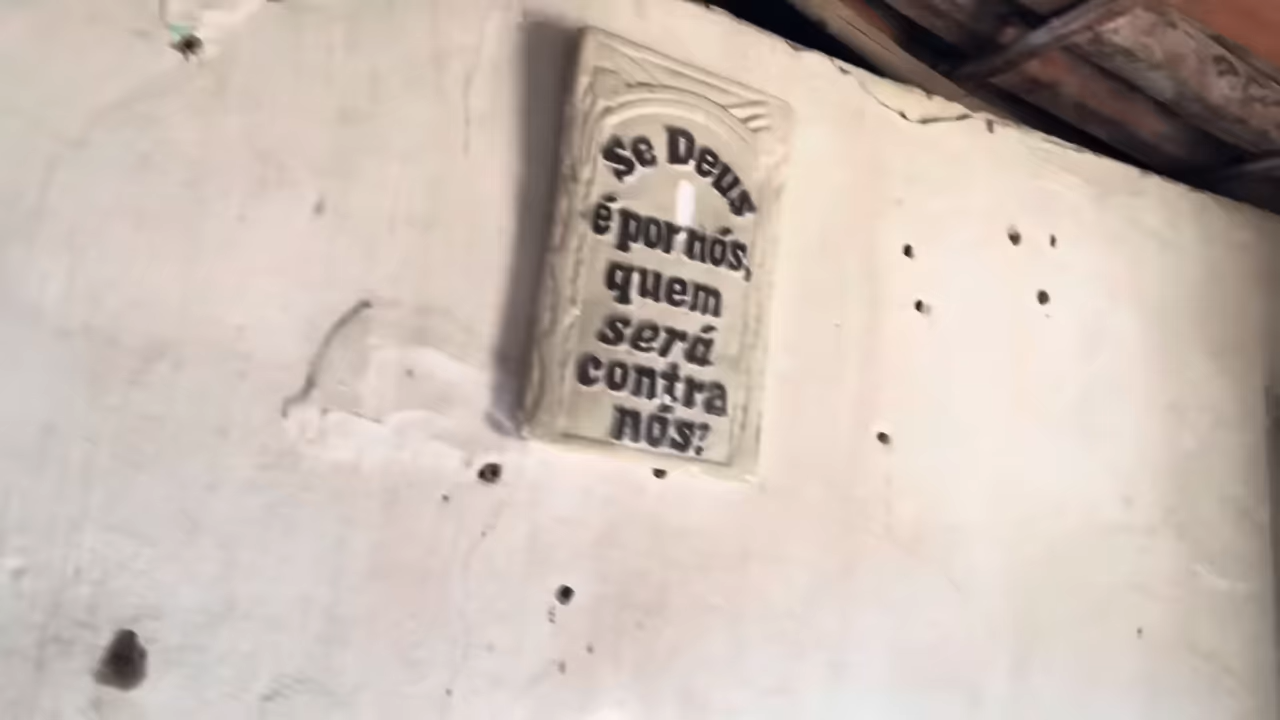 Se Deus
é por nós,
quem
será
contra
nós?